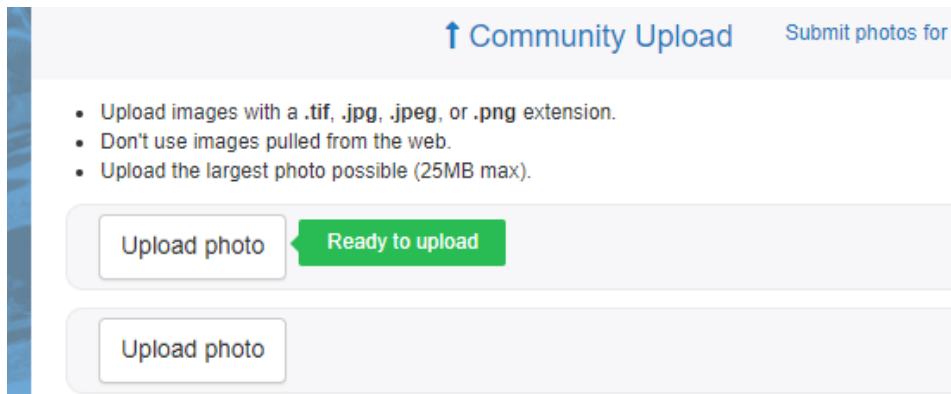 Community Upload Submit photos for
Upload images with a .tif, .jpg, .jpeg, or .png extension.
Don't use images pulled from the web.
Upload the largest photo possible (25MB max).
Upload photo Ready to upload
Upload photo